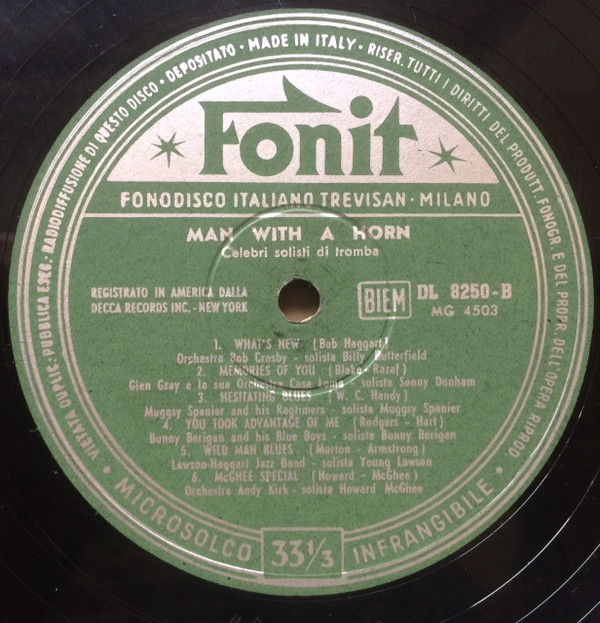 VIETATA DUPLIC: PUBBLICA ESEC: RADIODIFFUSIONE DI QUESTO DISCO • DEPOSITATO • MADE IN ITALY • RISER. TUTTI I DIRITTI DEL PRODUTT. FONOGR. E DEL PROPR. DELL'OPERA RIPROD.
Fonit
FONODISCO ITALIANO TREVISAN · MILANO
MAN WITH A HORN
Celebri solisti di tromba
REGISTRATO IN AMERICA DALLA
DECCA RECORDS INC. - NEW YORK
BIEM
DL 8250-B
MG 4503
1. WHAT'S NEW (Bob Haggart)
Orchestra Bob Crosby - solista Billy Butterfield
2. MEMORIES OF YOU (Blake - Razaf)
Glen Gray e la sua Orchestra Casa Loma - solista Sonny Dunham
3. HESITATING BLUES (W. C. Handy)
Muggsy Spanier and his Ragtimers - solista Muggsy Spanier
4. YOU TOOK ADVANTAGE OF ME (Rodgers - Hart)
Bunny Berigan and his Blue Boys - solista Bunny Berigan
5. WILD MAN BLUES (Morton - Armstrong)
Lawson-Haggart Jazz Band - solista Young Lawson
6. McGHEE SPECIAL (Howard - McGhee)
Orchestra Andy Kirk - solista Howard McGhee
• MICROSOLCO 33 1/3 INFRANGIBILE •